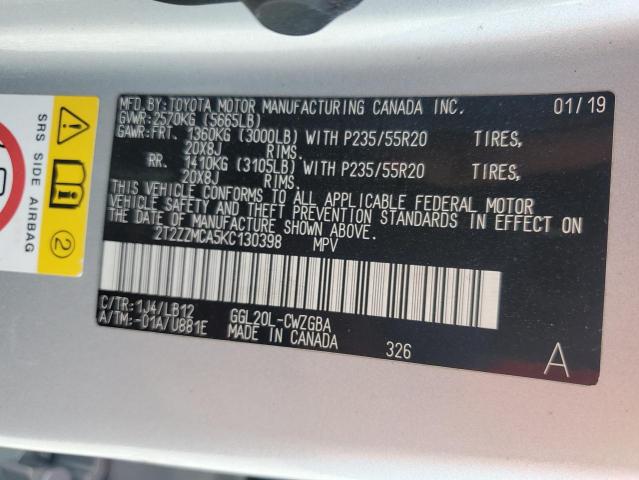 MFD.BY:TOYOTA MOTOR MANUFACTURING CANADA INC. 01/19
GVWR:2570KG (5665LB)
GAWR:FRT. 1360KG (3000LB) WITH P235/55R20 TIRES,
20X8J RIMS.
RR. 1410KG (3105LB) WITH P235/55R20 TIRES,
20X8J RIMS.
THIS VEHICLE CONFORMS TO ALL APPLICABLE FEDERAL MOTOR
VEHICLE SAFETY AND THEFT PREVENTION STANDARDS IN EFFECT ON
THE DATE OF MANUFACTURE SHOWN ABOVE.
2T2ZZMCA5KC130398 MPV
C/TR:1J4/LB12 GGL20L-CWZGBA
A/TM:-01A/U881E MADE IN CANADA
326 A
SRS SIDE AIRBAG
2